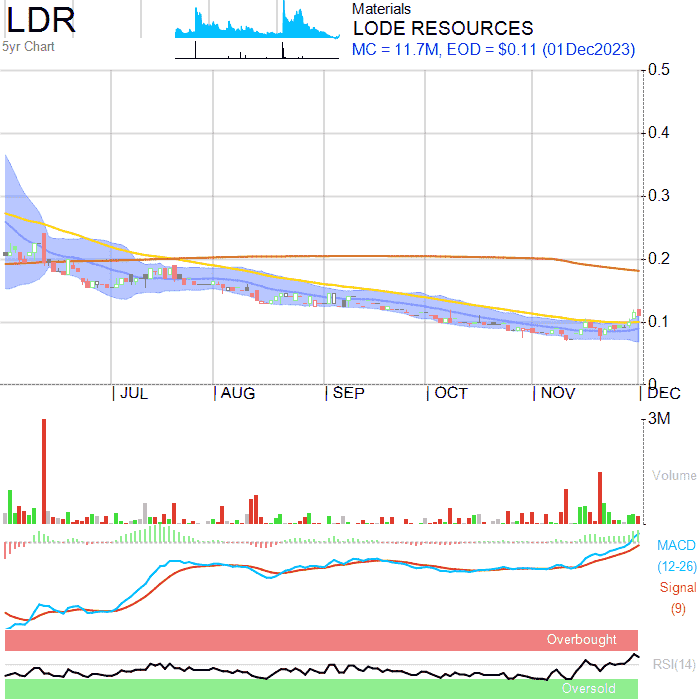 LDR
5yr Chart
Materials
LODE RESOURCES
MC = 11.7M, EOD = $0.11 (01Dec2023)
0.5
0.4
0.3
0.2
0.1
0
JUL AUG SEP OCT NOV DEC
3M
Volume
MACD
(12-26)
Signal
(9)
Overbought
RSI(14)
Oversold